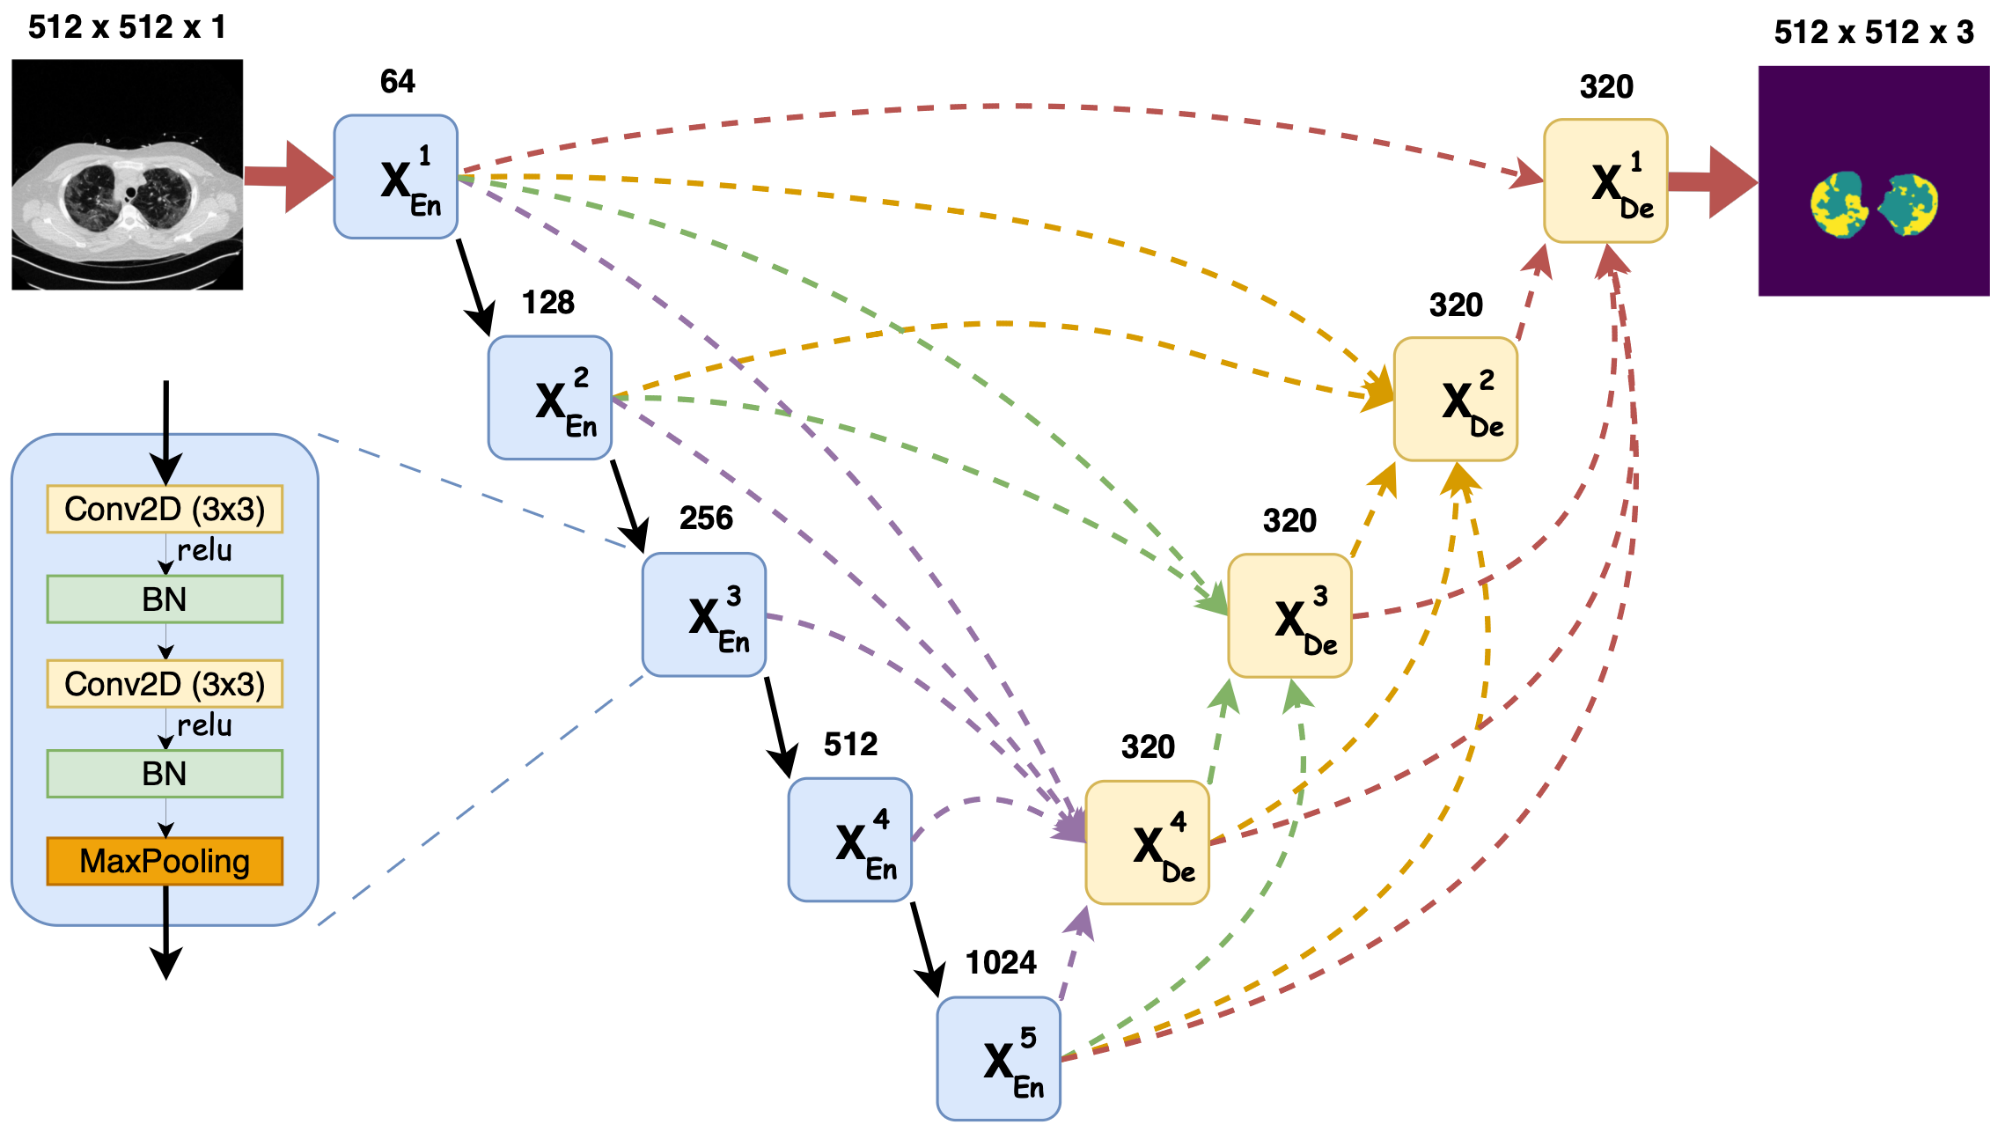 512 x 512 x 1
512 x 512 x 3
64
320
X 1 En
X 1 De
128
320
X 2 En
X 2 De
256
320
X 3 En
X 3 De
512
320
X 4 En
X 4 De
1024
X 5 En
Conv2D (3x3)
relu
BN
Conv2D (3x3)
relu
BN
MaxPooling